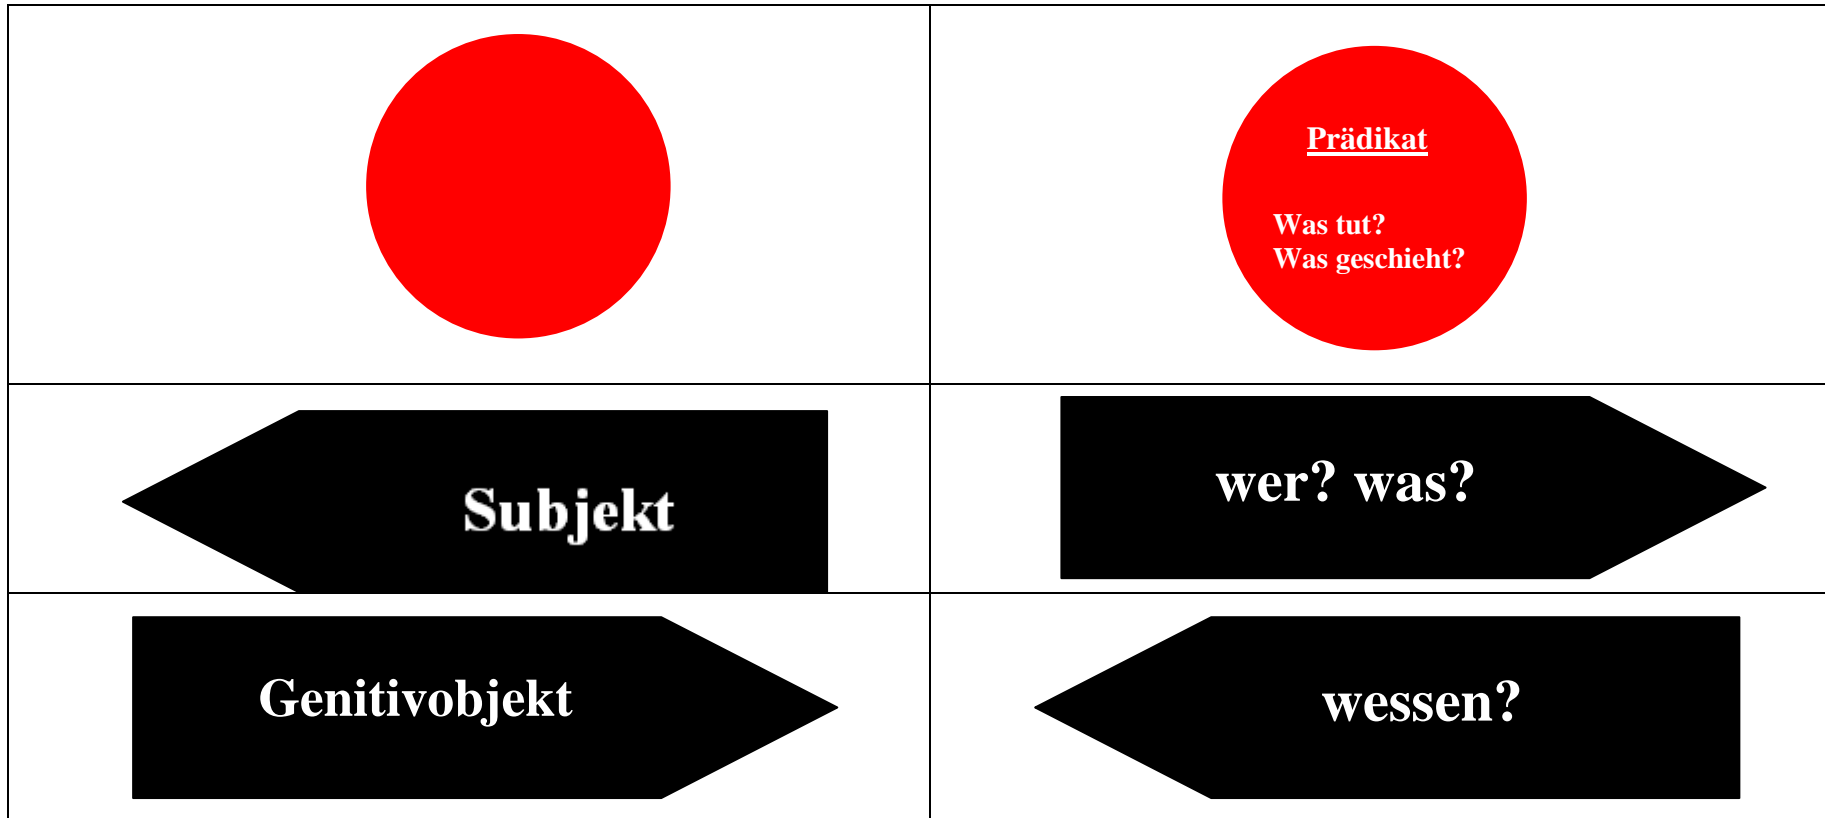 Prädikat
Was tut?
Was geschieht?
Subjekt
wer? was?
Genitivobjekt
wessen?